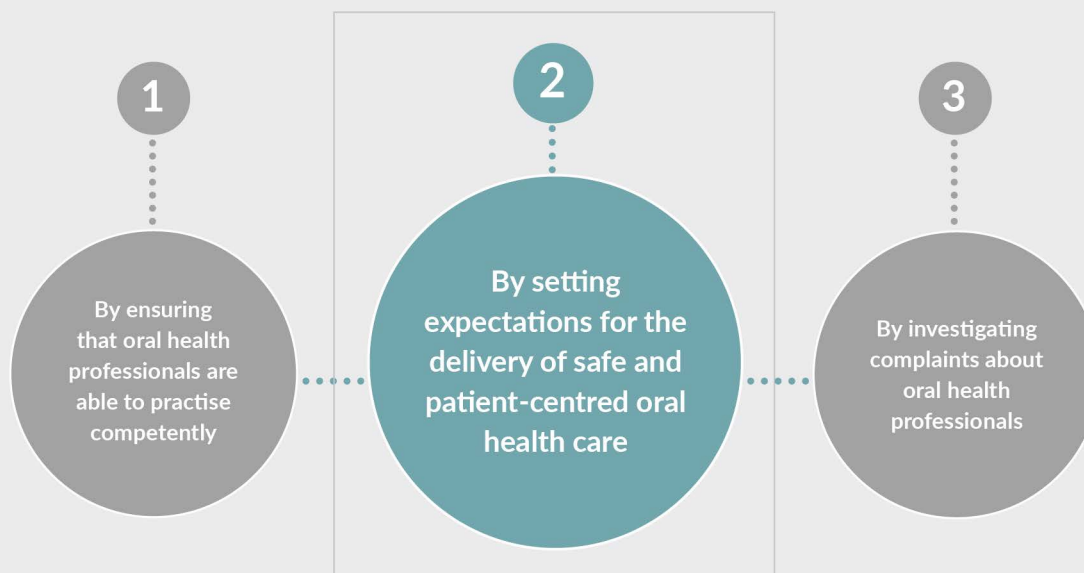 1
By ensuring
that oral health
professionals are
able to practise
competently
2
By setting
expectations for the
delivery of safe and
patient-centred oral
health care
3
By investigating
complaints about
oral health
professionals